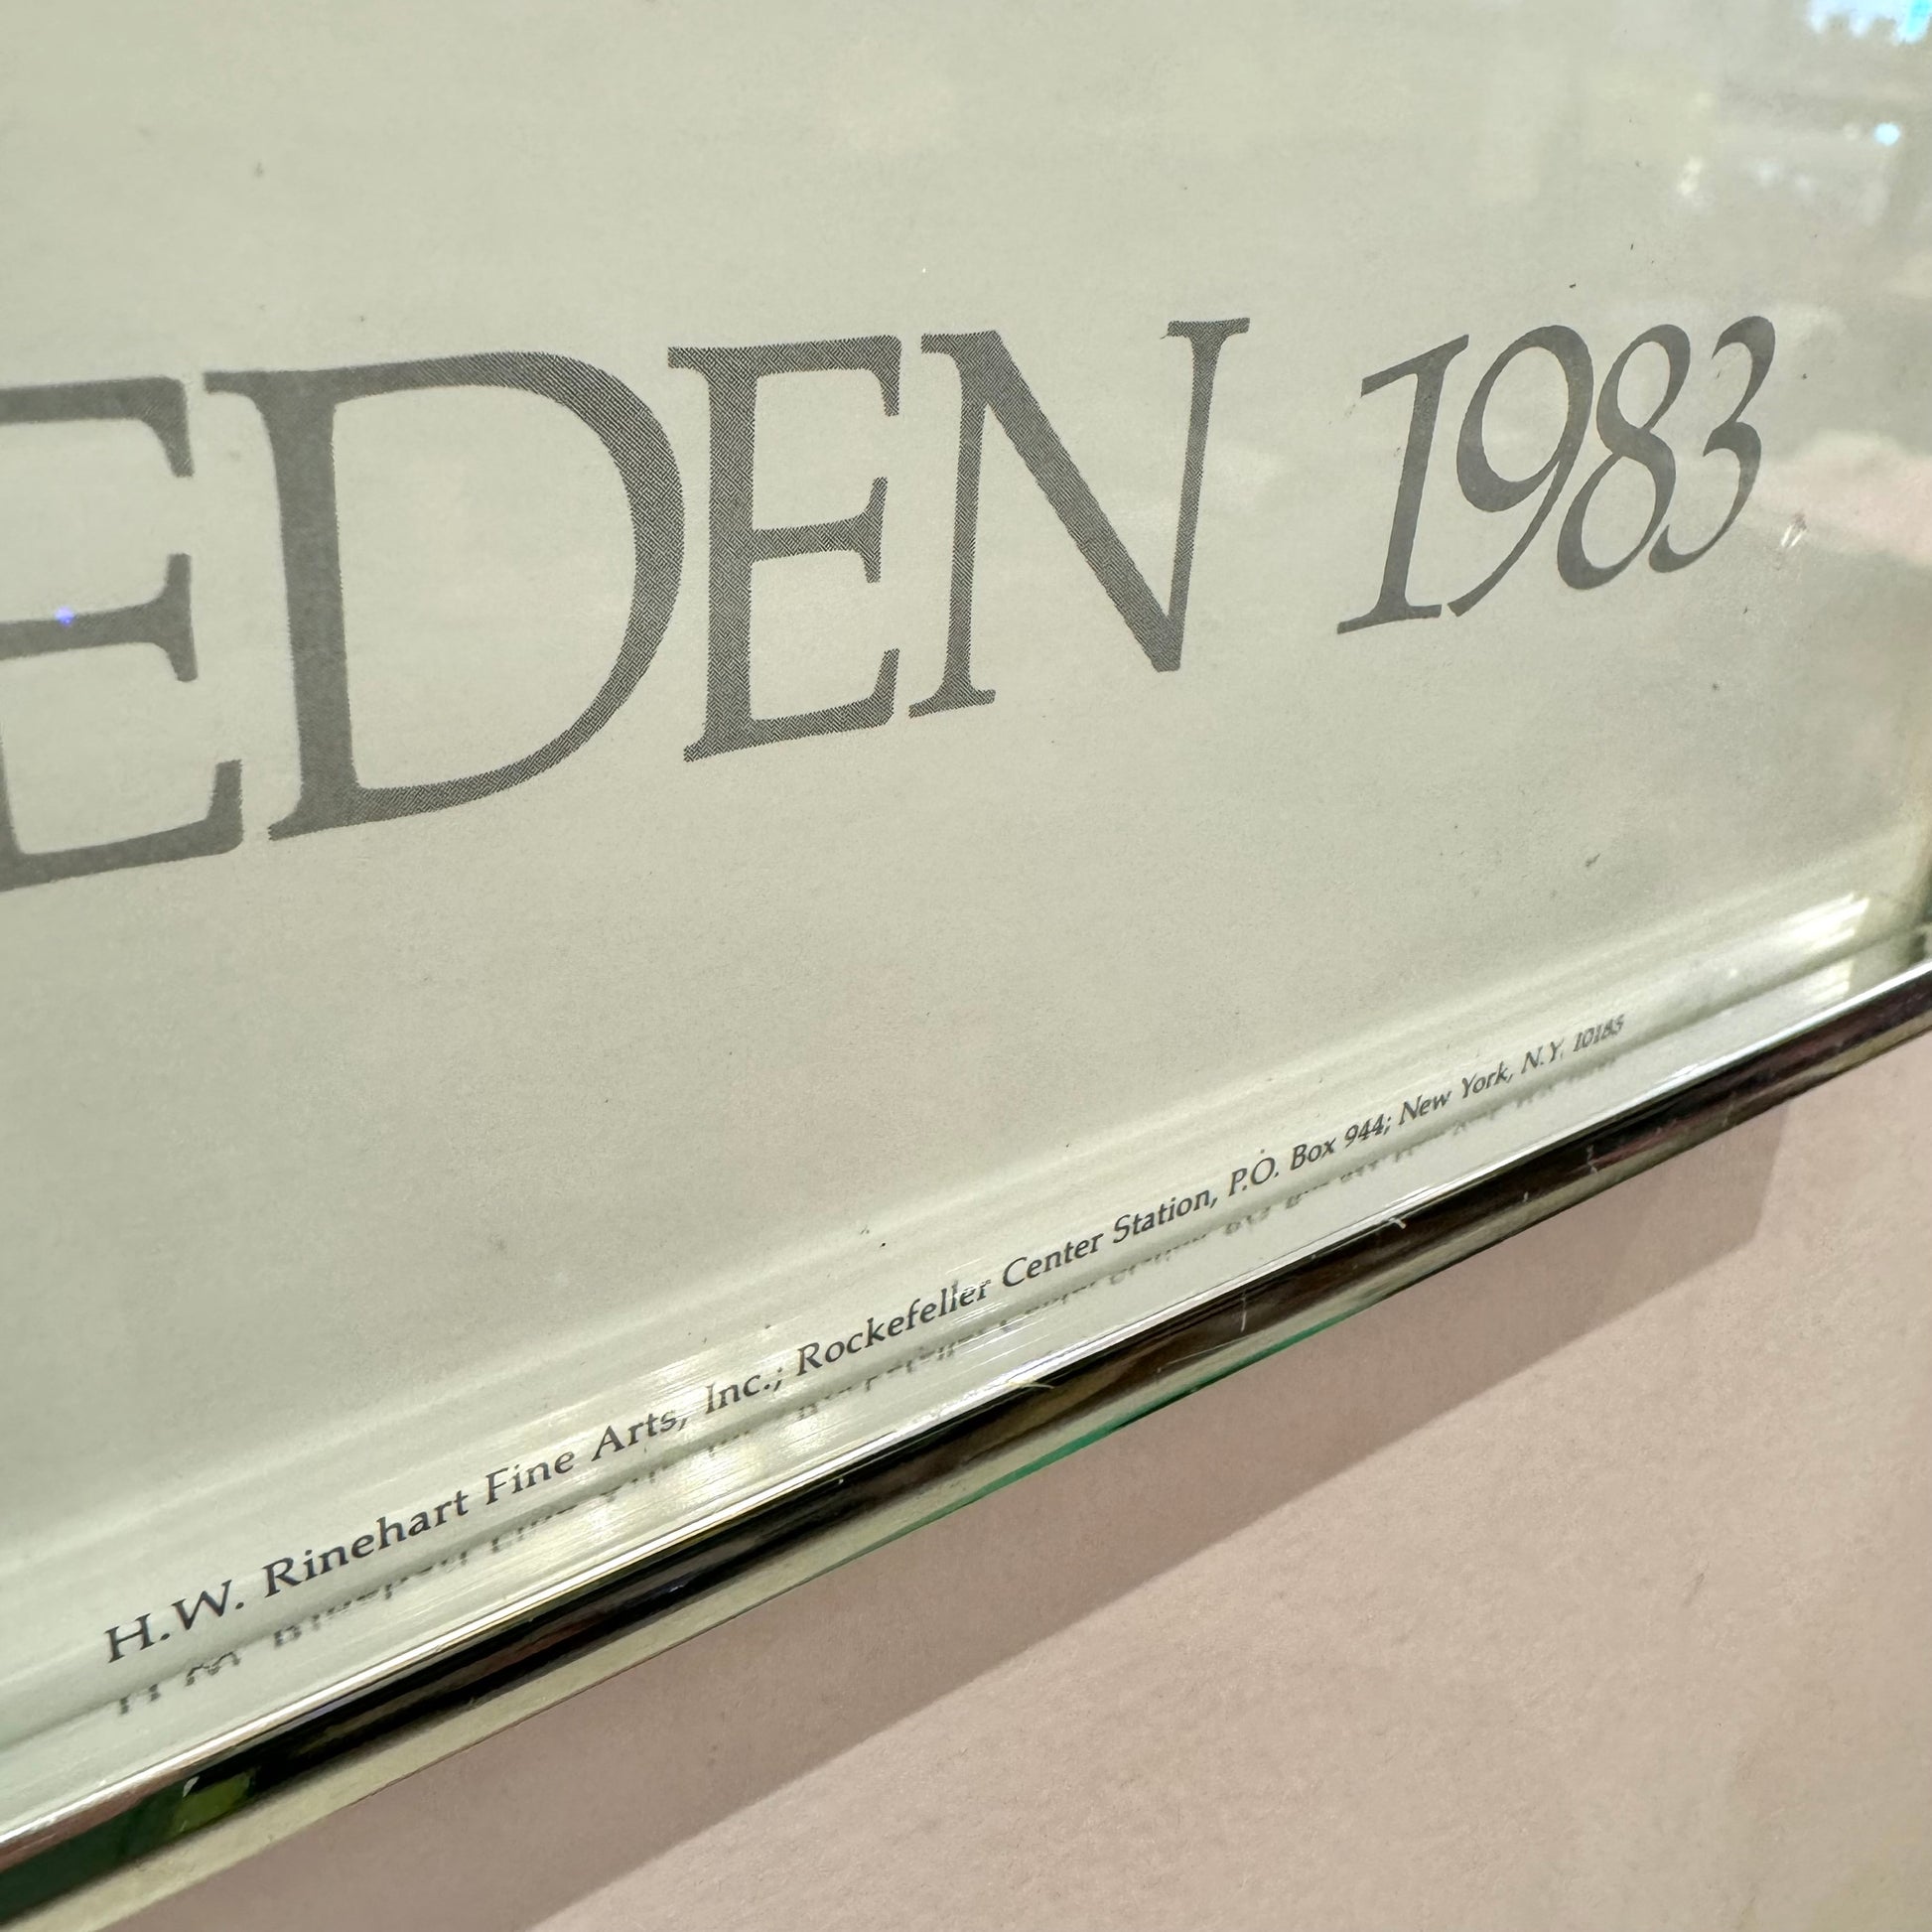 EDEN 1983
H.W. Rinehart Fine Arts, Inc.; Rockefeller Center Station, P.O. Box 944; New York, N.Y. 10185